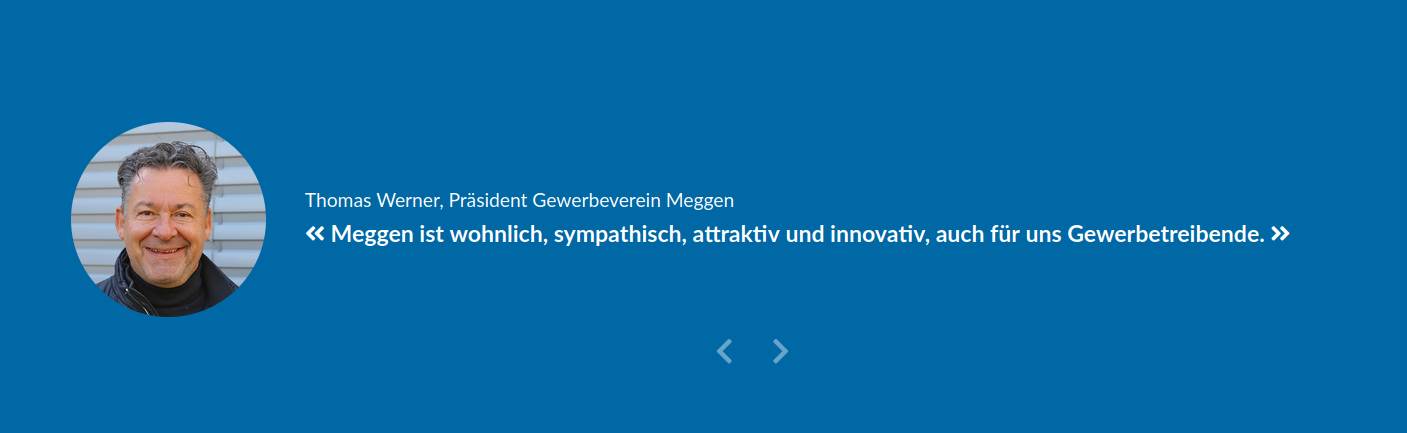 Thomas Werner, Präsident Gewerbeverein Meggen
« Meggen ist wohnlich, sympathisch, attraktiv und innovativ, auch für uns Gewerbetreibende. »